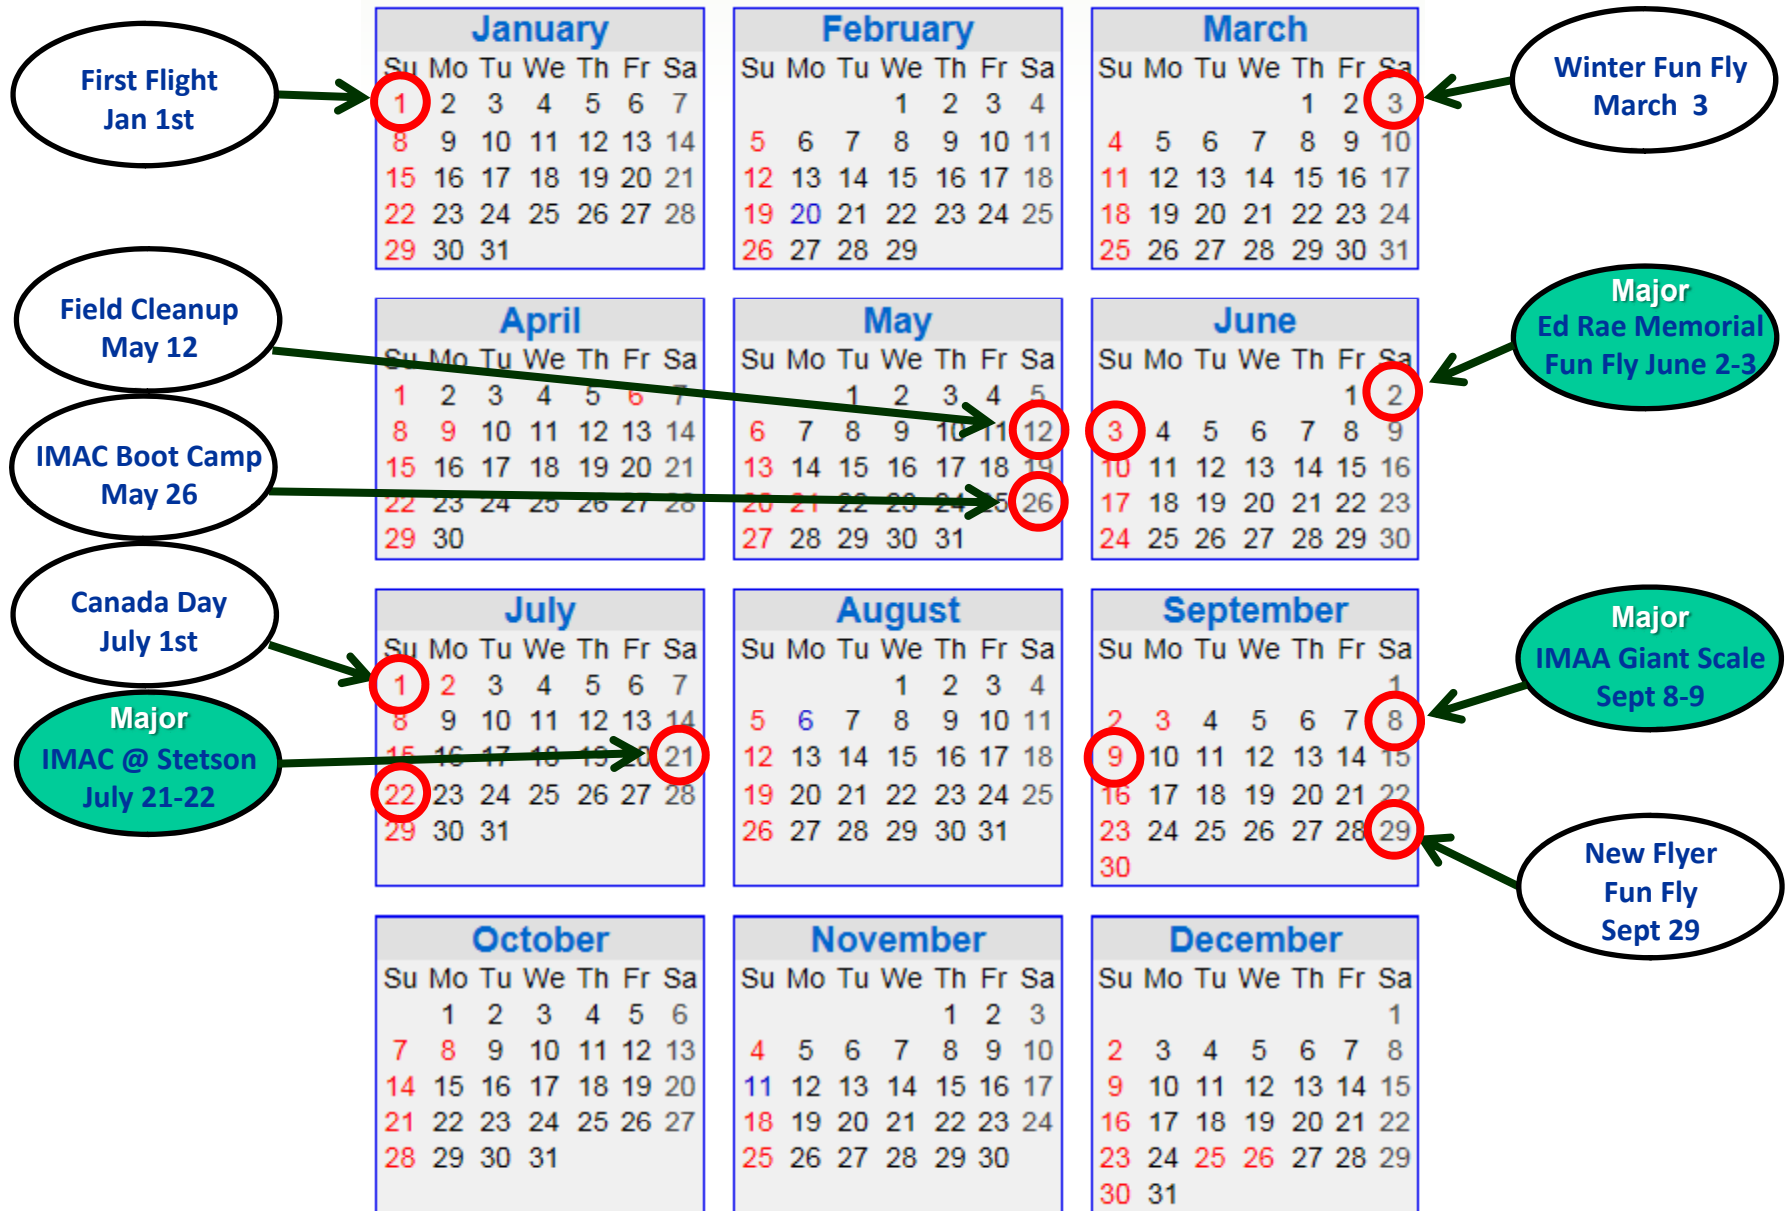 First Flight
Jan 1st
Winter Fun Fly
March 3
Field Cleanup
May 12
IMAC Boot Camp
May 26
Major
Ed Rae Memorial
Fun Fly June 2-3
Canada Day
July 1st
Major
IMAC @ Stetson
July 21-22
Major
IMAA Giant Scale
Sept 8-9
New Flyer
Fun Fly
Sept 29
January
Su Mo Tu We Th Fr Sa
1 2 3 4 5 6 7
8 9 10 11 12 13 14
15 16 17 18 19 20 21
22 23 24 25 26 27 28
29 30 31
February
Su Mo Tu We Th Fr Sa
1 2 3 4
5 6 7 8 9 10 11
12 13 14 15 16 17 18
19 20 21 22 23 24 25
26 27 28 29
March
Su Mo Tu We Th Fr Sa
1 2 3
4 5 6 7 8 9 10
11 12 13 14 15 16 17
18 19 20 21 22 23 24
25 26 27 28 29 30 31
April
Su Mo Tu We Th Fr Sa
1 2 3 4 5 6 7
8 9 10 11 12 13 14
15 16 17 18 19 20 21
22 23 24 25 26 27 28
29 30
May
Su Mo Tu We Th Fr Sa
1 2 3 4 5
6 7 8 9 10 11 12
13 14 15 16 17 18 19
20 21 22 23 24 25 26
27 28 29 30 31
June
Su Mo Tu We Th Fr Sa
1 2
3 4 5 6 7 8 9
10 11 12 13 14 15 16
17 18 19 20 21 22 23
24 25 26 27 28 29 30
July
Su Mo Tu We Th Fr Sa
1 2 3 4 5 6 7
8 9 10 11 12 13 14
15 16 17 18 19 20 21
22 23 24 25 26 27 28
29 30 31
August
Su Mo Tu We Th Fr Sa
1 2 3 4
5 6 7 8 9 10 11
12 13 14 15 16 17 18
19 20 21 22 23 24 25
26 27 28 29 30 31
September
Su Mo Tu We Th Fr Sa
1
2 3 4 5 6 7 8
9 10 11 12 13 14 15
16 17 18 19 20 21 22
23 24 25 26 27 28 29
30
October
Su Mo Tu We Th Fr Sa
1 2 3 4 5 6
7 8 9 10 11 12 13
14 15 16 17 18 19 20
21 22 23 24 25 26 27
28 29 30 31
November
Su Mo Tu We Th Fr Sa
1 2 3
4 5 6 7 8 9 10
11 12 13 14 15 16 17
18 19 20 21 22 23 24
25 26 27 28 29 30
December
Su Mo Tu We Th Fr Sa
1
2 3 4 5 6 7 8
9 10 11 12 13 14 15
16 17 18 19 20 21 22
23 24 25 26 27 28 29
30 31